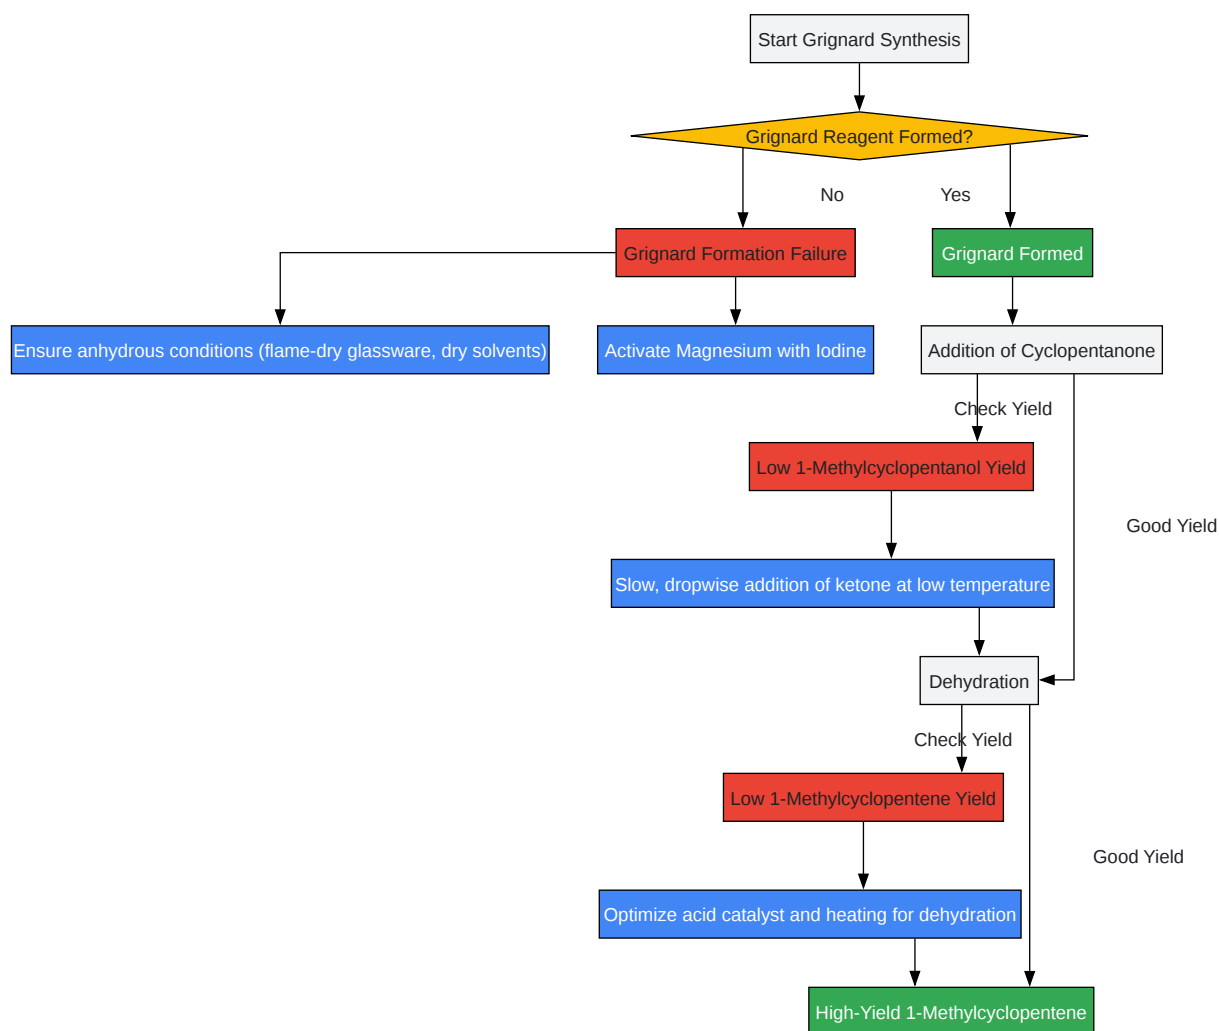 Start Grignard Synthesis
Grignard Reagent Formed?
No
Yes
Grignard Formation Failure
Grignard Formed
Ensure anhydrous conditions (flame-dry glassware, dry solvents)
Activate Magnesium with Iodine
Addition of Cyclopentanone
Check Yield
Low 1-Methylcyclopentanol Yield
Good Yield
Slow, dropwise addition of ketone at low temperature
Dehydration
Check Yield
Low 1-Methylcyclopentene Yield
Good Yield
Optimize acid catalyst and heating for dehydration
High-Yield 1-Methylcyclopentene